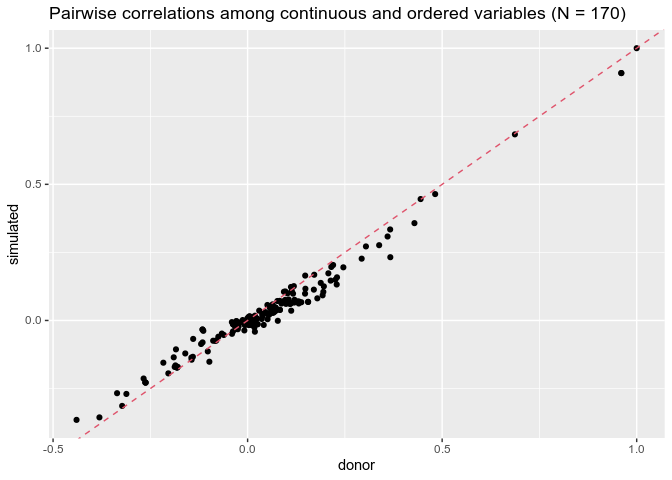 Pairwise correlations among continuous and ordered variables (N = 170)
1.0
0.5
0.0
simulated
-0.5
0.0
0.5
1.0
donor